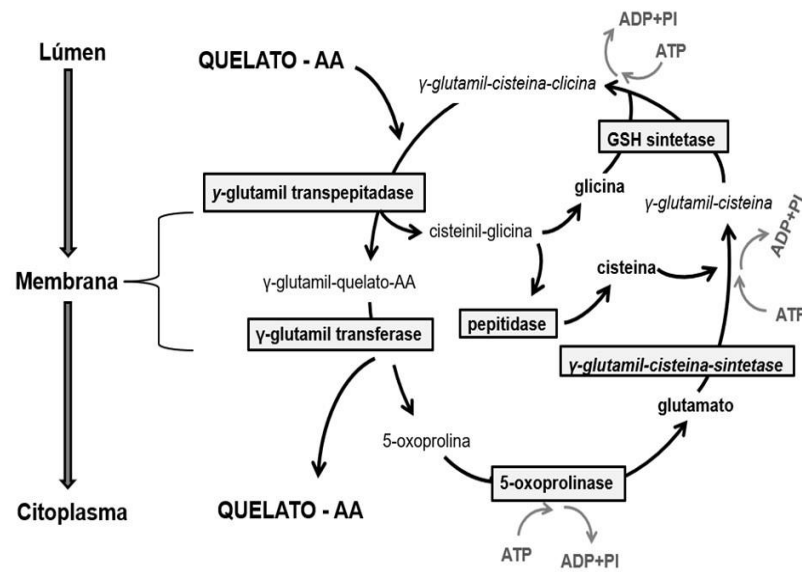 ADP+PI
Lúmen
ATP
QUELATO - AA
γ-glutamil-cisteina-clicina
GSH sintetase
γ-glutamil transpepitadase
glicina
γ-glutamil-cisteina
cisteinil-glicina
ADP+PI
Membrana
cisteina
γ-glutamil-quelato-AA
ATP
pepitidase
γ-glutamil transferase
γ-glutamil-cisteina-sintetase
glutamato
5-oxoprolina
5-oxoprolinase
Citoplasma
QUELATO - AA
ATP
ADP+PI